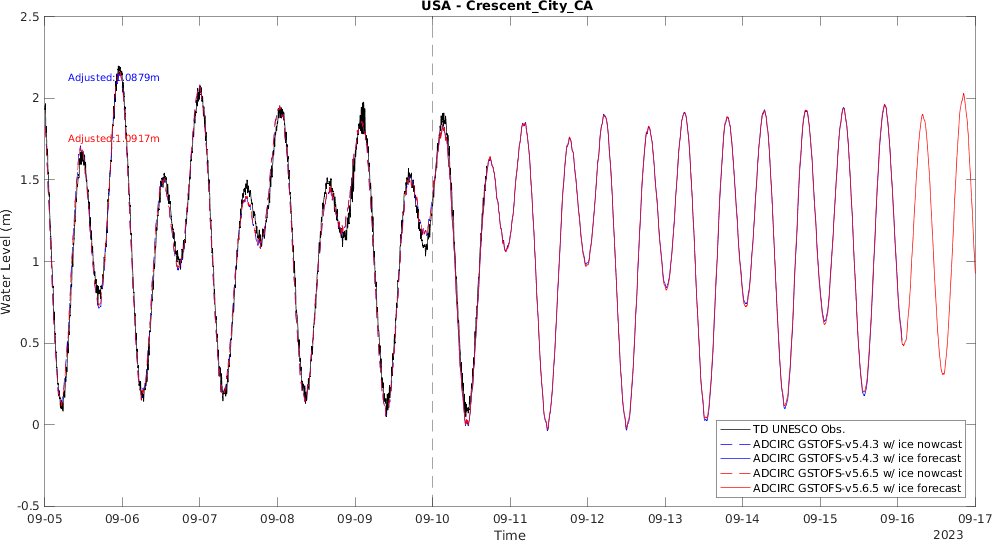 USA - Crescent_City_CA
2.5
2
1.5
1
0.5
0
-0.5
Water Level (m)
Adjusted:1.0879m
Adjusted:1.0917m
TD UNESCO Obs.
ADCIRC GSTOFS-v5.4.3 w/ ice nowcast
ADCIRC GSTOFS-v5.4.3 w/ ice forecast
ADCIRC GSTOFS-v5.6.5 w/ ice nowcast
ADCIRC GSTOFS-v5.6.5 w/ ice forecast
09-05 09-06 09-07 09-08 09-09 09-10 09-11 09-12 09-13 09-14 09-15 09-16 09-17
Time
2023